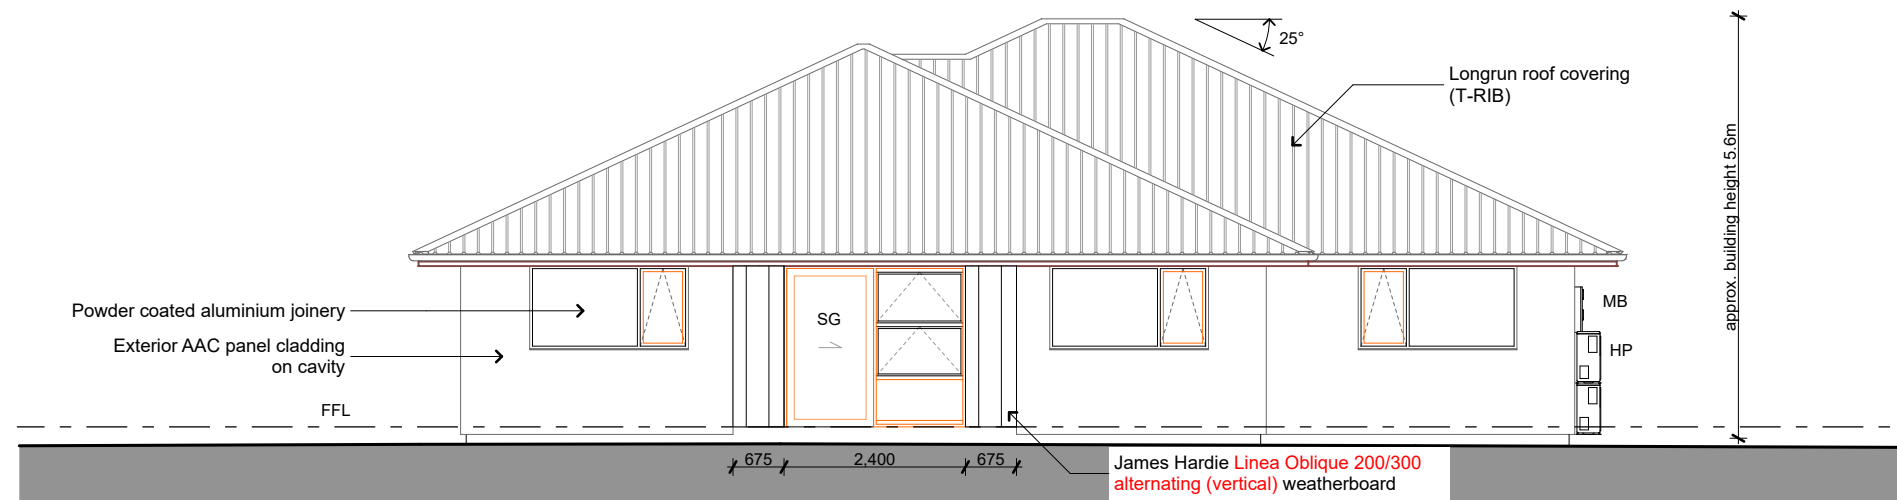 25°
Longrun roof covering
(T-RIB)
approx. building height 5.6m
Powder coated aluminium joinery
Exterior AAC panel cladding
on cavity
SG
MB
HP
FFL
675
2,400
675
James Hardie Linea Oblique 200/300
alternating (vertical) weatherboard